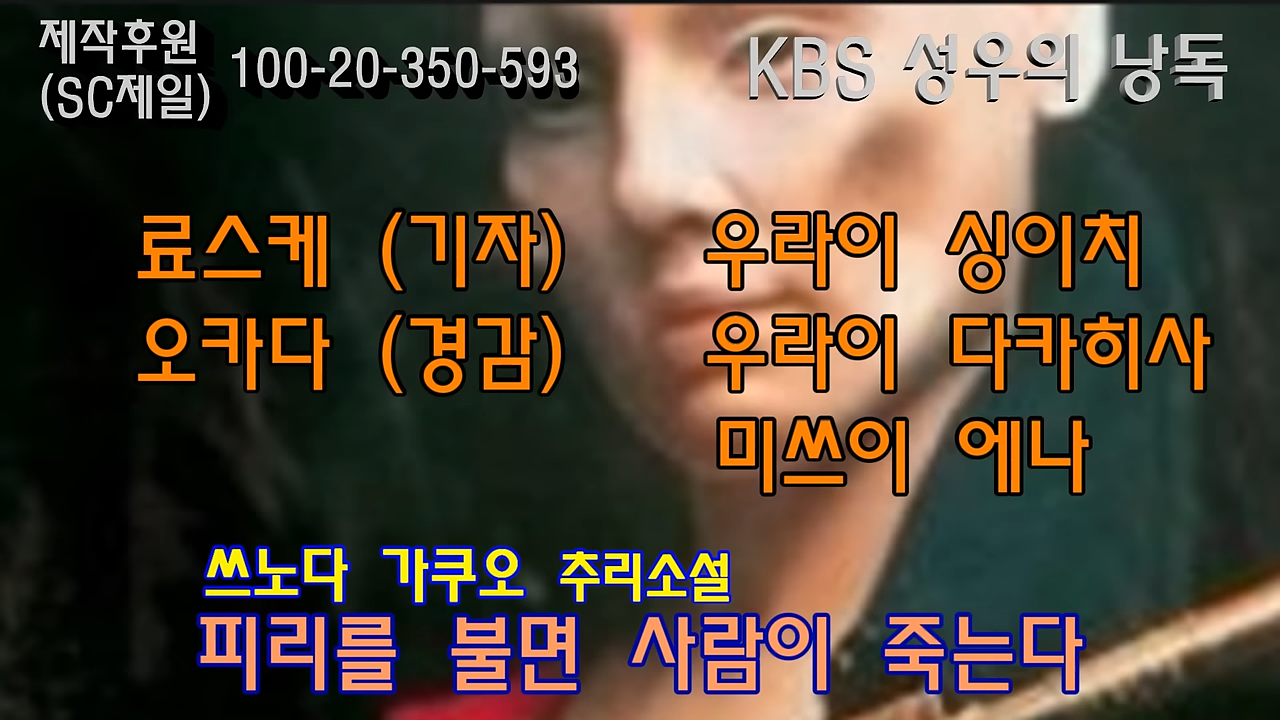 제작후원
(SC제일)
100-20-350-593
KBS 성우의 낭독
료스케 (기자)
오카다 (경감)
우라이 싱이치
우라이 다카히사
미쓰이 에나
쓰노다 가쿠오 추리소설
피리를 불면 사람이 죽는다